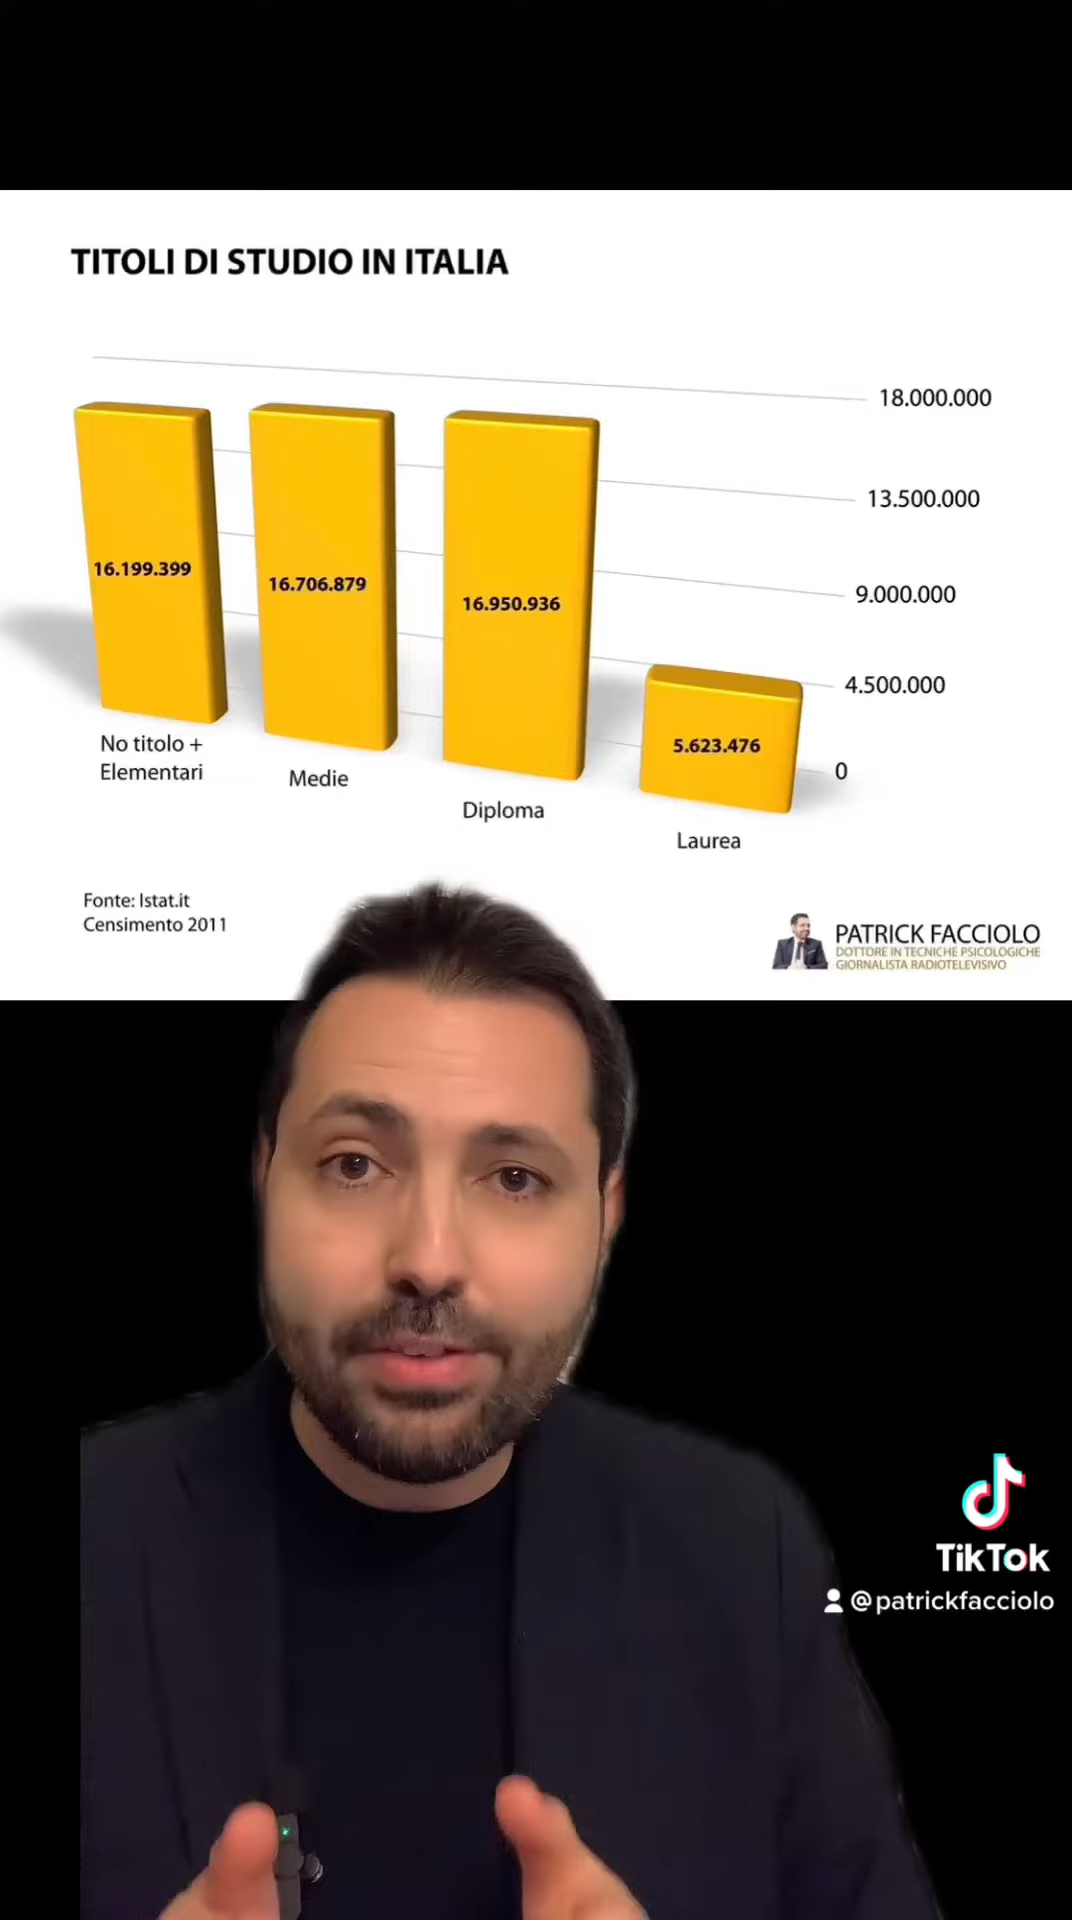 TITOLI DI STUDIO IN ITALIA
18.000.000
13.500.000
9.000.000
4.500.000
0
16.199.399
16.706.879
16.950.936
5.623.476
No titolo +
Elementari
Medie
Diploma
Laurea
Fonte: Istat.it
Censimento 2011
PATRICK FACCIOLO
DOTTORE IN TECNICHE PSICOLOGICHE
GIORNALISTA RADIOTELEVISIVO
TikTok
@patrickfacciolo